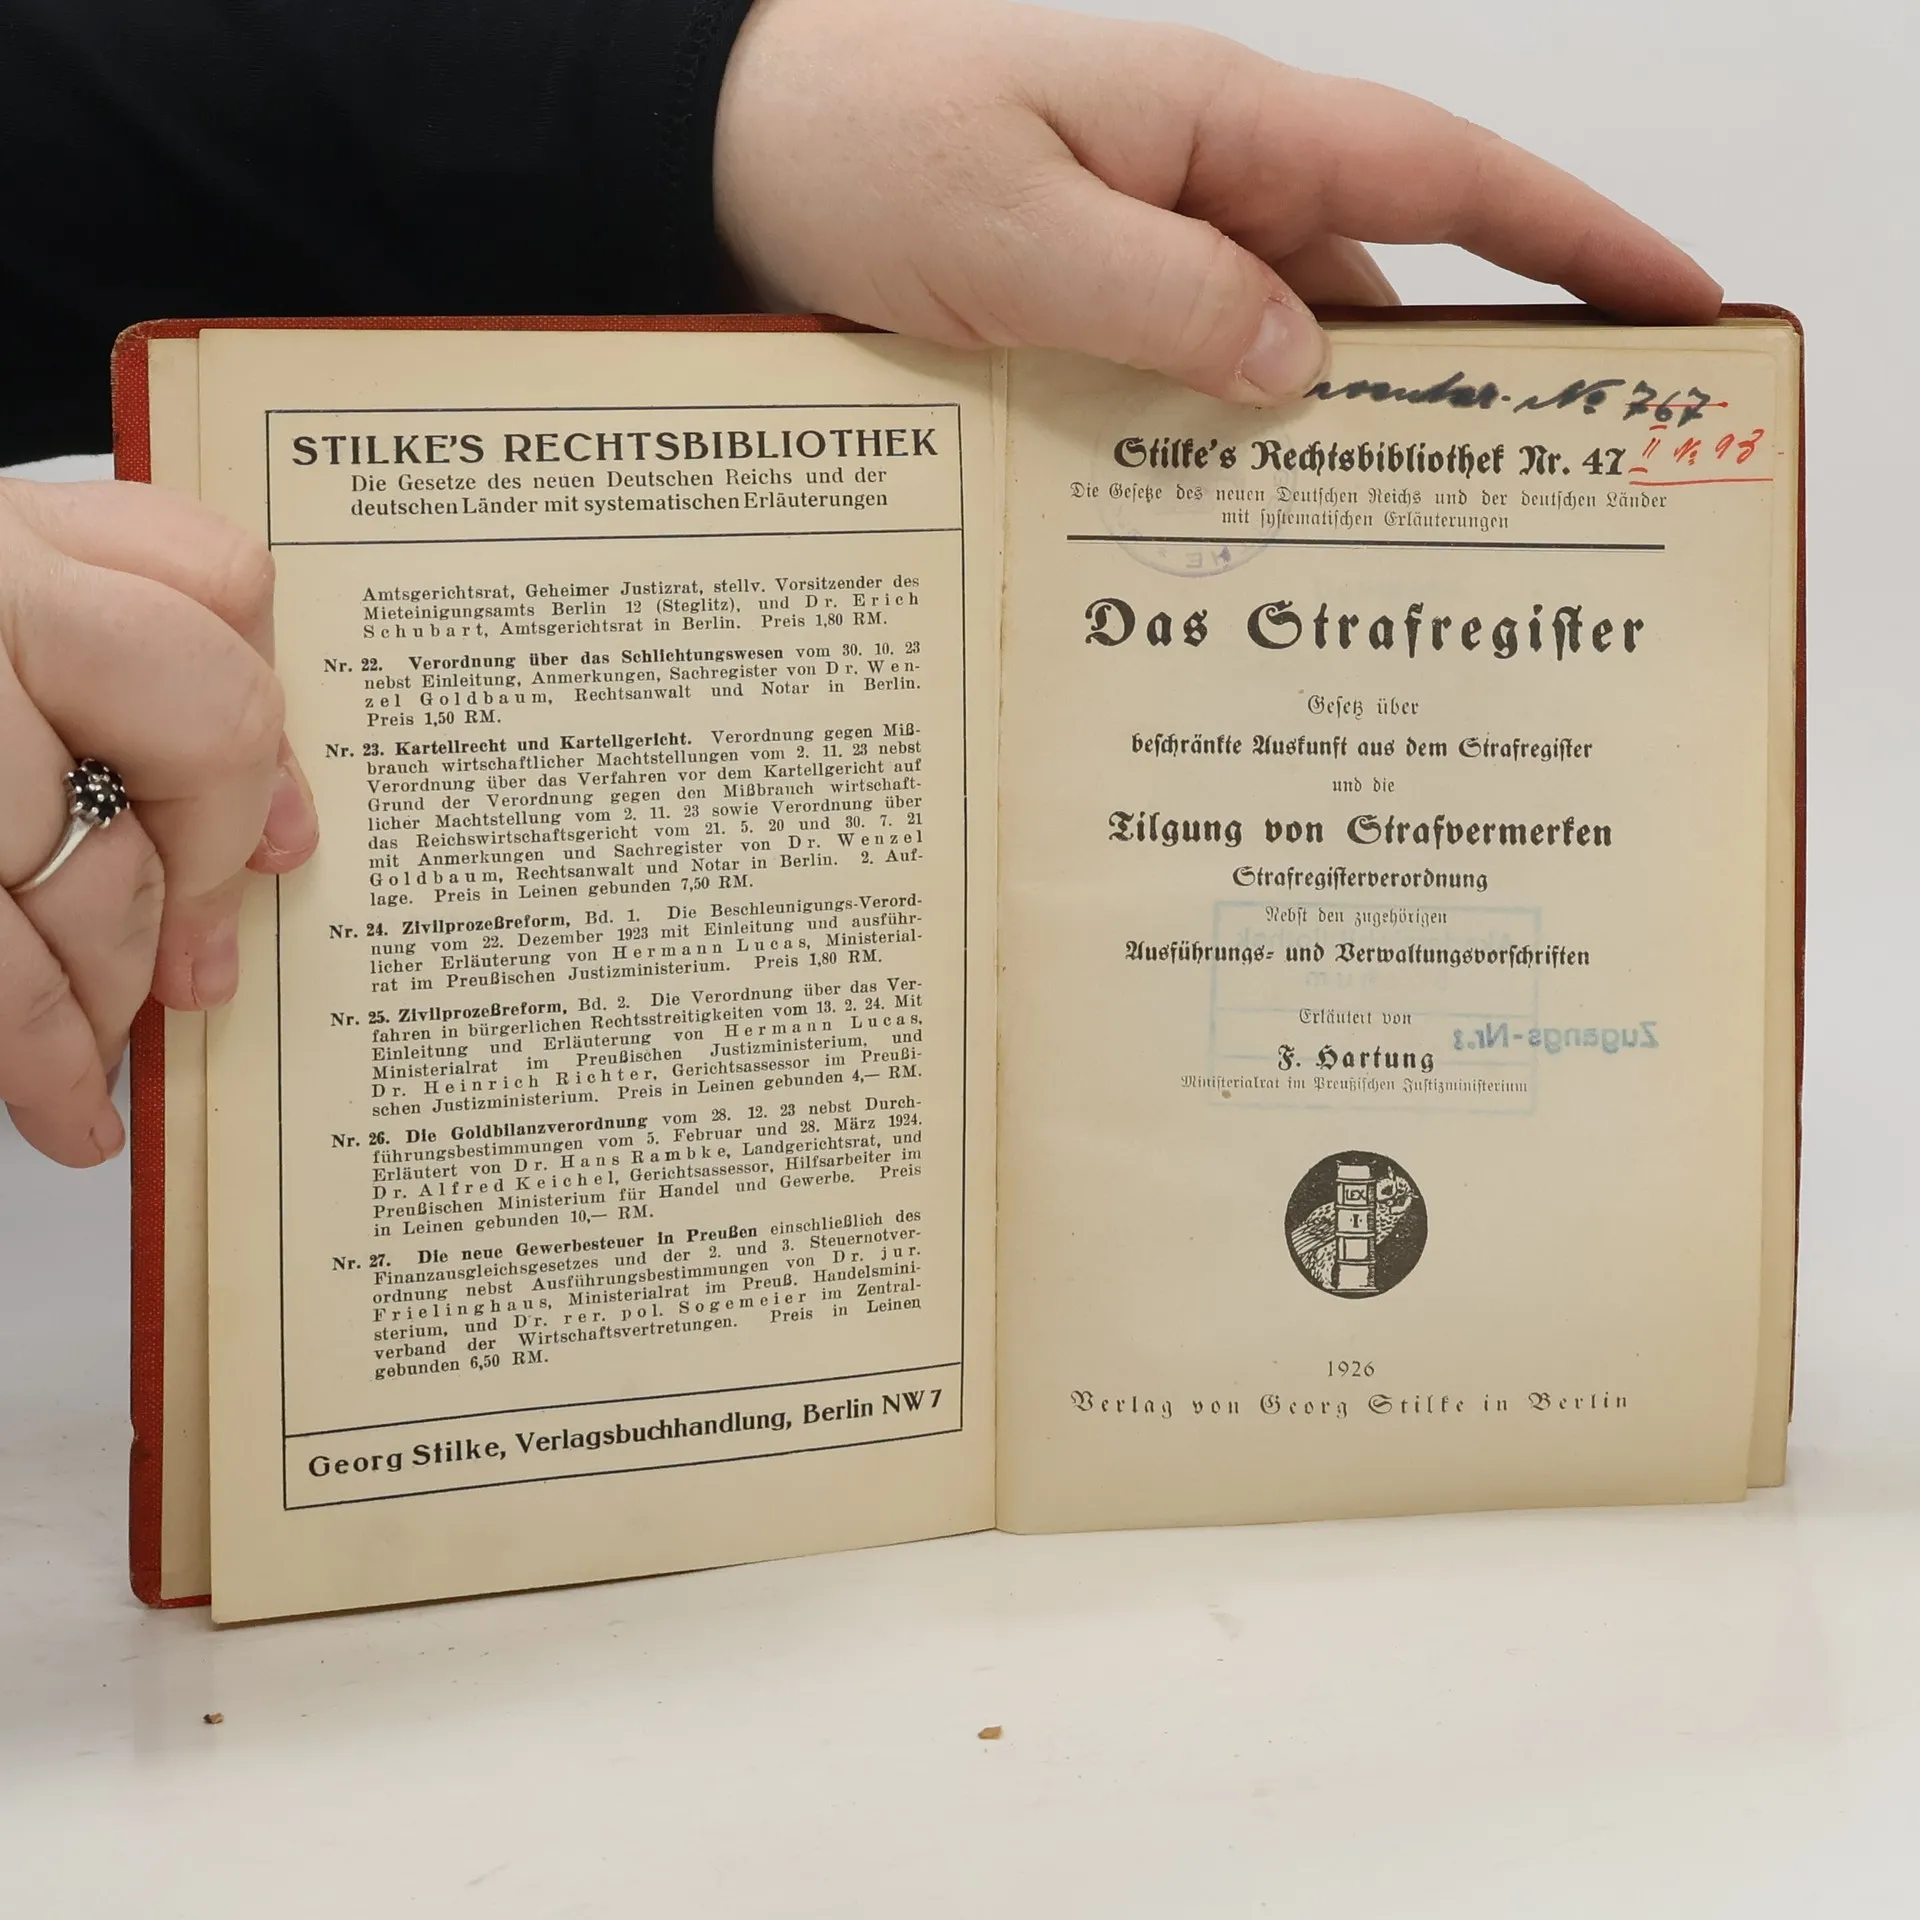 STILKE'S RECHTSBIBLIOTHEK
Die Gesetze des neuen Deutschen Reichs und der
deutschen Länder mit systematischen Erläuterungen
Amtsgerichtsrat, Geheimer Justizrat, stellv. Vorsitzender des
Mieteinigungsamts Berlin 12 (Steglitz), und Dr. Erich
Schubart, Amtsgerichtsrat in Berlin. Preis 1,80 RM.
Nr. 22. Verordnung über das Schlichtungswesen vom 30. 10. 23
nebst Einleitung, Anmerkungen, Sachregister von Dr. Wen-
zel Goldbaum, Rechtsanwalt und Notar in Berlin.
Preis 1,50 RM.
Nr. 23. Kartellrecht und Kartellgericht. Verordnung gegen Miß-
brauch wirtschaftlicher Machtstellungen vom 2. 11. 23 nebst
Verordnung über das Verfahren vor dem Kartellgericht auf
Grund der Verordnung gegen den Mißbrauch wirtschaft-
licher Machtstellung vom 2. 11. 23 sowie Verordnung über
das Reichswirtschaftsgericht vom 21. 5. 20 und 30. 7. 21
mit Anmerkungen und Sachregister von Dr. Wenzel
Goldbaum, Rechtsanwalt und Notar in Berlin. 2. Auf-
lage. Preis in Leinen gebunden 7,50 RM.
Nr. 24. Zivilprozeßreform, Bd. 1. Die Beschleunigungs-Verord-
nung vom 22. Dezember 1923 mit Einleitung und ausführ-
licher Erläuterung von Hermann Lucas, Ministerial-
rat im Preußischen Justizministerium. Preis 1,80 RM.
Nr. 25. Zivilprozeßreform, Bd. 2. Die Verordnung über das Ver-
fahren in bürgerlichen Rechtsstreitigkeiten vom 13. 2. 24. Mit
Einleitung und Erläuterung von Hermann Lucas,
Ministerialrat im Preußischen Justizministerium, und
Dr. Heinrich Richter, Gerichtsassessor im Preußi-
schen Justizministerium. Preis in Leinen gebunden 4,— RM.
Nr. 26. Die Goldbilanzverordnung vom 28. 12. 23 nebst Durch-
führungsbestimmungen vom 5. Februar und 28. März 1924.
Erläutert von Dr. Hans Rambke, Landgerichtsrat, und
Dr. Alfred Keichel, Gerichtsassessor, Hilfsarbeiter im
Preußischen Ministerium für Handel und Gewerbe. Preis
in Leinen gebunden 10,— RM.
Nr. 27. Die neue Gewerbesteuer in Preußen einschließlich des
Finanzausgleichsgesetzes und der 2. und 3. Steuernotver-
ordnung nebst Ausführungsbestimmungen von Dr. jur.
Frielinghaus, Ministerialrat im Preuß. Handelsmini-
sterium, und Dr. rer. pol. Sogemeier im Zentral-
verband der Wirtschaftsvertretungen. Preis in Leinen
gebunden 6,50 RM.
Georg Stilke, Verlagsbuchhandlung, Berlin NW 7
No 767
Stilke's Rechtsbibliothek Nr. 47
II No 93
Die Gesetze des neuen Deutschen Reichs und der deutschen Länder
mit systematischen Erläuterungen
Das Strafregister
Gesetz über
beschränkte Auskunft aus dem Strafregister
und die
Tilgung von Strafvermerken
Strafregisterverordnung
Nebst den zugehörigen
Ausführungs- und Verwaltungsvorschriften
Erläutert von
Zugangs-Nr.:
F. Hartung
Ministerialrat im Preußischen Justizministerium
LEX
I
1926
Verlag von Georg Stilke in Berlin